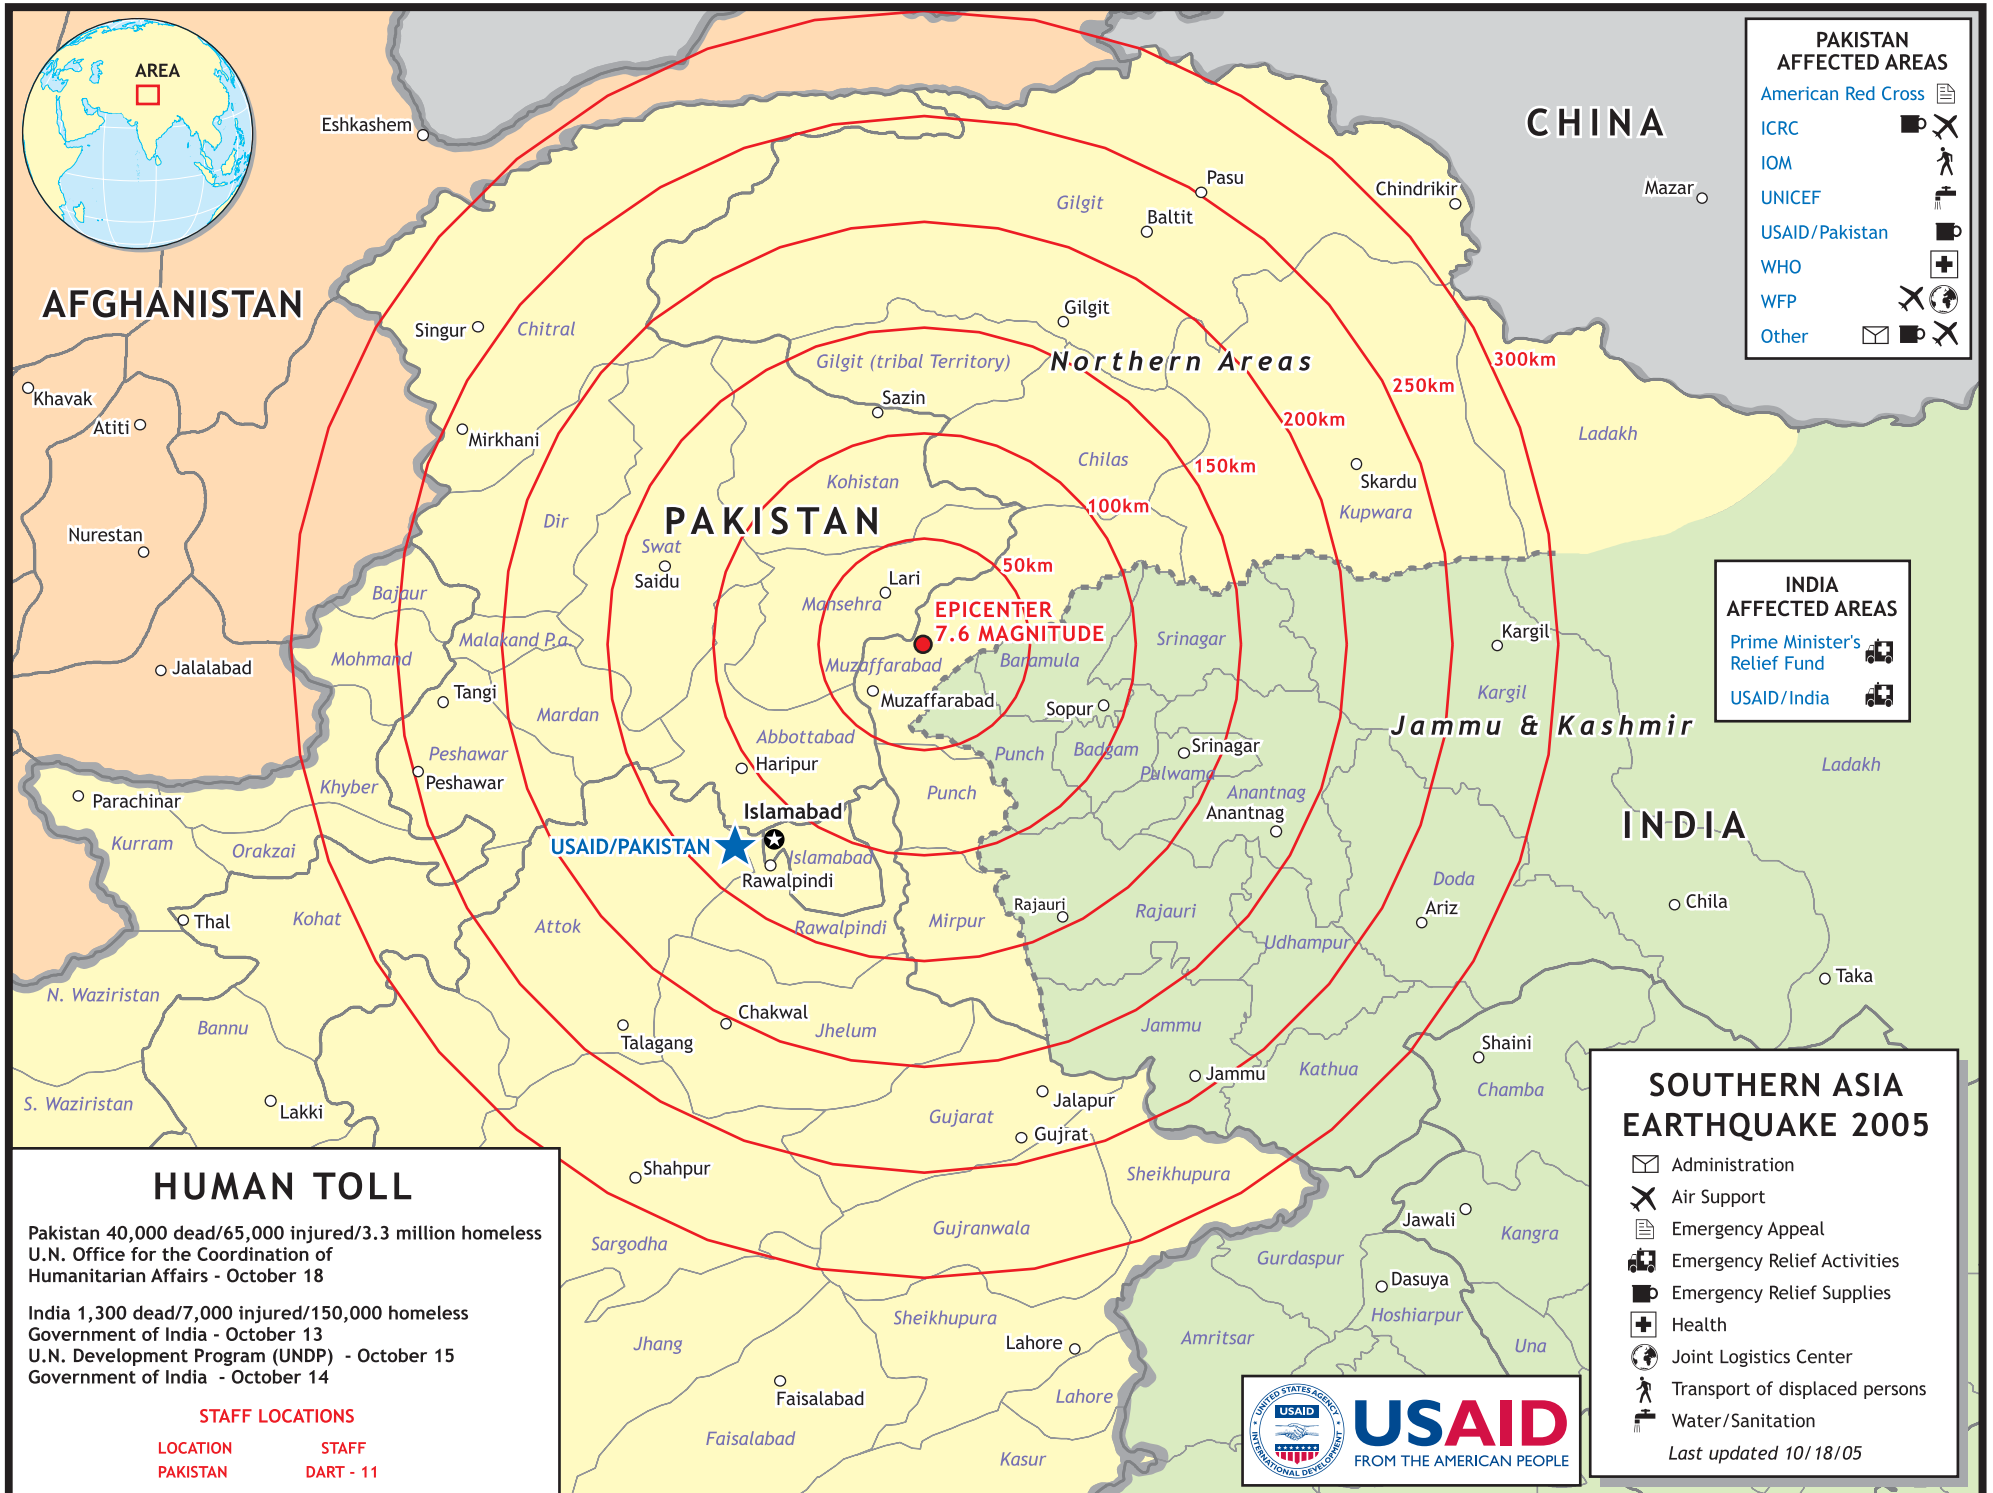 AREA
Eshkashem
AFGHANISTAN
Khavak
Atiti
Nurestan
Jalalabad
Parachinar
Kurram
Orakzai
Thal
Kohat
N. Waziristan
Bannu
S. Waziristan
Lakki
Singur
Chitral
Mirkhani
Dir
Bajaur
Mohmand
Malakand P.a.
Tangi
Mardan
Peshawar
Peshawar
Khyber
Attok
Talagang
Chakwal
Jhelum
Shahpur
Sargodha
Jhang
Faisalabad
Faisalabad
Gilgit
Pasu
Baltit
Chindrikir
CHINA
Mazar
Gilgit
Gilgit (tribal Territory)
Northern Areas
Sazin
Chilas
Kohistan
PAKISTAN
Swat
Saidu
Skardu
Kupwara
Ladakh
50km
100km
150km
200km
250km
300km
Lari
Mansehra
EPICENTER
7.6 MAGNITUDE
Muzaffarabad
Muzaffarabad
Abbottabad
Haripur
Islamabad
USAID/PAKISTAN
Islamabad
Rawalpindi
Rawalpindi
Punch
Mirpur
Baramula
Srinagar
Sopur
Punch
Badgam
Srinagar
Pulwama
Anantnag
Anantnag
Kargil
Kargil
Jammu & Kashmir
Ladakh
INDIA
Rajauri
Rajauri
Udhampur
Doda
Ariz
Chila
Taka
Jammu
Jammu
Kathua
Shaini
Chamba
Jalapur
Gujarat
Gujrat
Sheikhupura
Gujranwala
Sheikhupura
Lahore
Lahore
Kasur
Jawali
Kangra
Gurdaspur
Dasuya
Hoshiarpur
Amritsar
Una
PAKISTAN
AFFECTED AREAS
American Red Cross
ICRC
IOM
UNICEF
USAID/Pakistan
WHO
WFP
Other
INDIA
AFFECTED AREAS
Prime Minister's
Relief Fund
USAID/India
HUMAN TOLL
Pakistan 40,000 dead/65,000 injured/3.3 million homeless
U.N. Office for the Coordination of
Humanitarian Affairs - October 18
India 1,300 dead/7,000 injured/150,000 homeless
Government of India - October 13
U.N. Development Program (UNDP) - October 15
Government of India - October 14
STAFF LOCATIONS
LOCATION STAFF
PAKISTAN DART - 11
UNITED STATES AGENCY
USAID
INTERNATIONAL DEVELOPMENT
USAID
FROM THE AMERICAN PEOPLE
SOUTHERN ASIA
EARTHQUAKE 2005
Administration
Air Support
Emergency Appeal
Emergency Relief Activities
Emergency Relief Supplies
Health
Joint Logistics Center
Transport of displaced persons
Water/Sanitation
Last updated 10/18/05